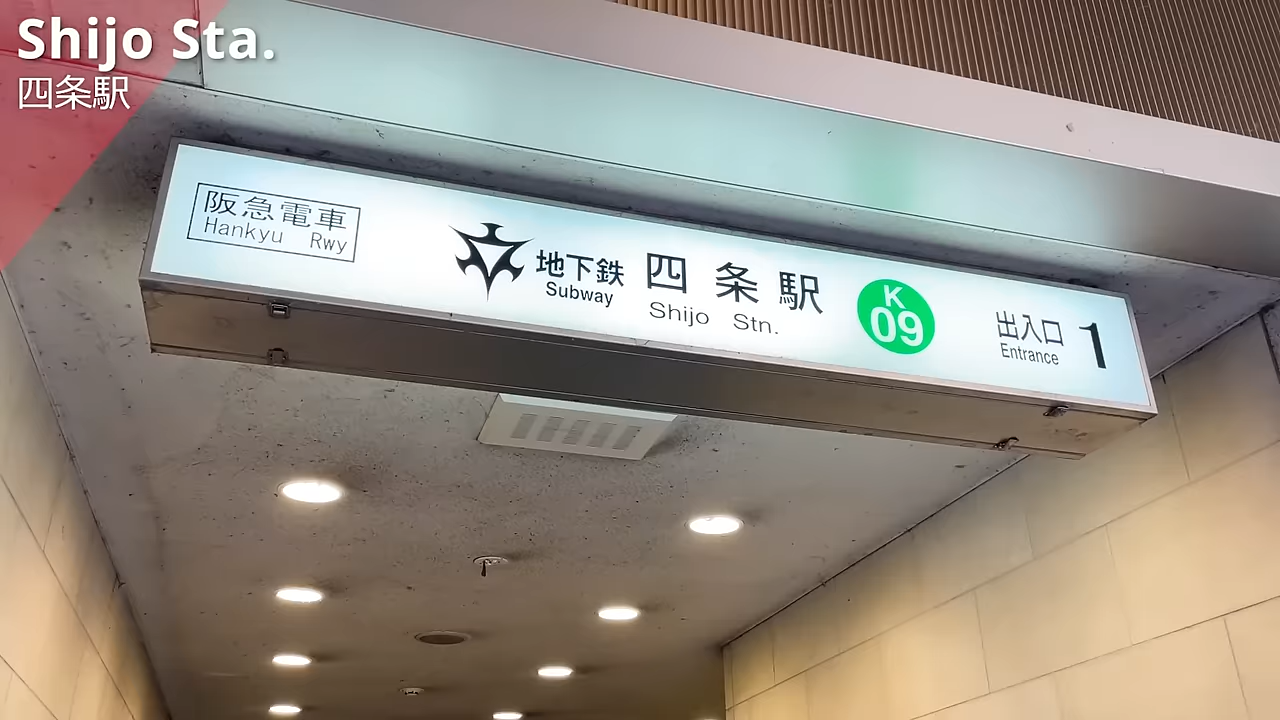 Shijo Sta.
四条駅
阪急電車
Hankyu Rwy
地下鉄
Subway
四条駅
Shijo Stn.
K
09
出入口
Entrance
1